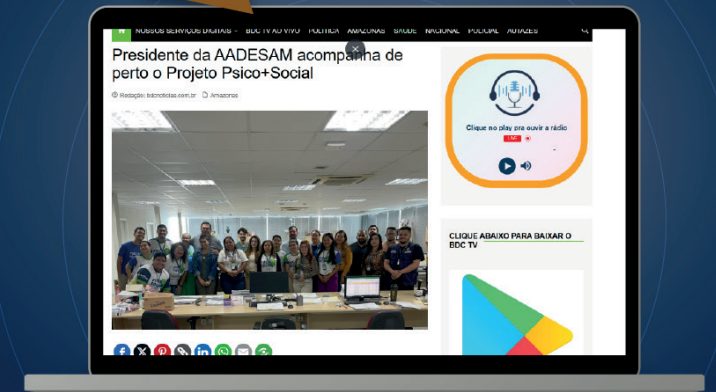 NOSSOS SERVIÇOS DIGITAIS BDC TV AO VIVO POLÍTICA AMAZONAS SAÚDE NACIONAL POLICIAL AUTAZES
Presidente da AADESAM acompanha de
perto o Projeto Psico+Social
Redação: bdcnoticias.com.br Amazonas
Clique no play pra ouvir a rádio
LIVE
CLIQUE ABAIXO PARA BAIXAR O
BDC TV